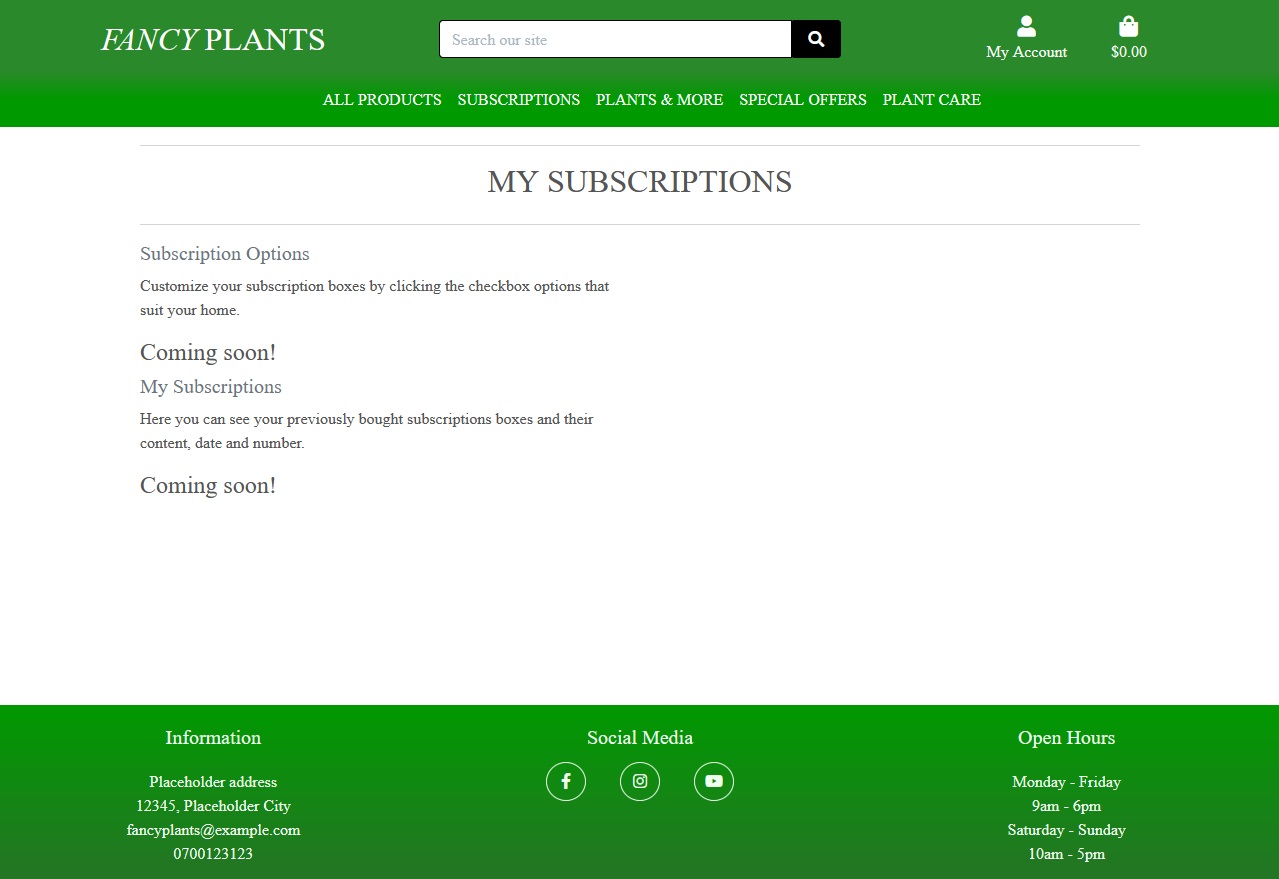 FANCY PLANTS
Search our site
My Account
$0.00
ALL PRODUCTS SUBSCRIPTIONS PLANTS & MORE SPECIAL OFFERS PLANT CARE
MY SUBSCRIPTIONS
Subscription Options
Customize your subscription boxes by clicking the checkbox options that
suit your home.
Coming soon!
My Subscriptions
Here you can see your previously bought subscriptions boxes and their
content, date and number.
Coming soon!
Information
Placeholder address
12345, Placeholder City
fancyplants@example.com
0700123123
Social Media
Open Hours
Monday - Friday
9am - 6pm
Saturday - Sunday
10am - 5pm